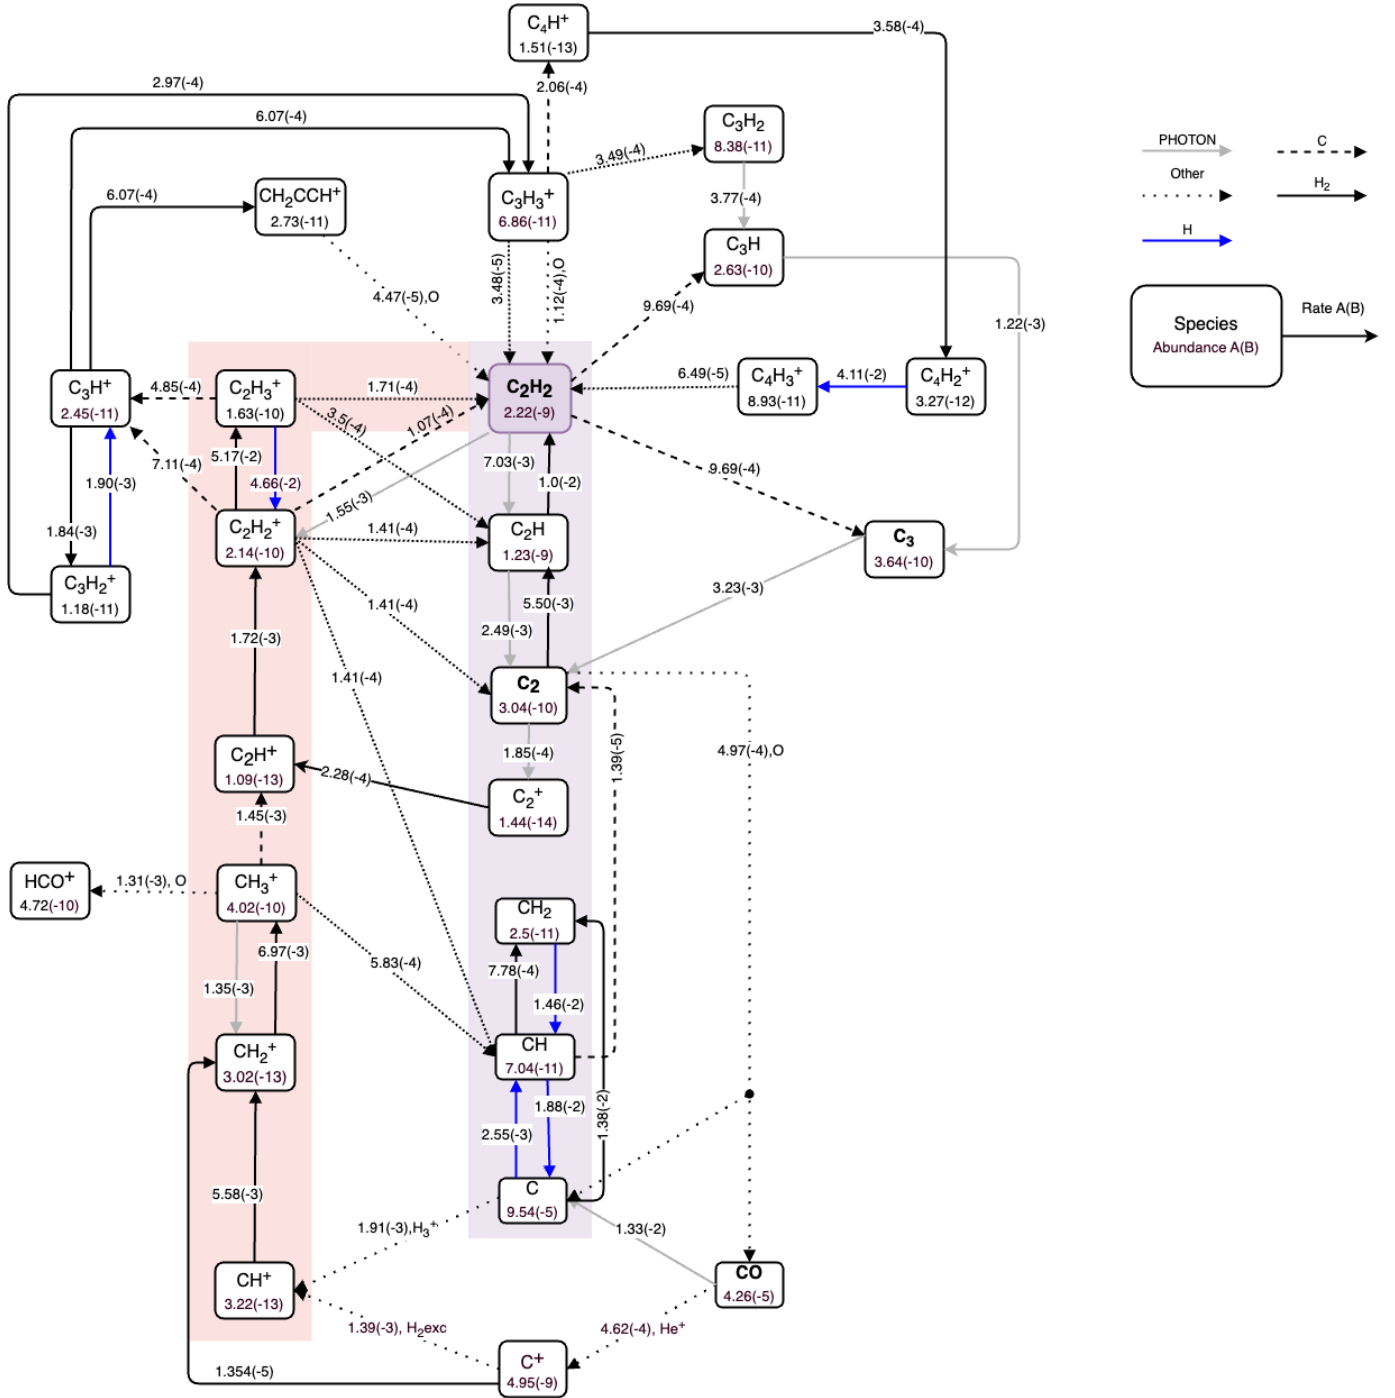 C₄H⁺
1.51(-13)
3.58(-4)
2.97(-4)
2.06(-4)
6.07(-4)
C₃H₂
8.38(-11)
3.49(-4)
PHOTON
C
Other
H₂
H
6.07(-4)
CH₂CCH⁺
2.73(-11)
C₃H₃⁺
6.86(-11)
3.77(-4)
C₃H
2.63(-10)
3.48(-5)
1.12(-4),O
4.47(-5),O
9.69(-4)
1.22(-3)
Species
Abundance A(B)
Rate A(B)
C₃H⁺
2.45(-11)
4.85(-4)
C₂H₃⁺
1.63(-10)
1.71(-4)
C₂H₂
2.22(-9)
6.49(-5)
C₄H₃⁺
8.93(-11)
4.11(-2)
C₄H₂⁺
3.27(-12)
3.5(-4)
1.07(-4)
7.11(-4)
5.17(-2)
4.66(-2)
7.03(-3)
1.0(-2)
9.69(-4)
1.90(-3)
1.84(-3)
1.55(-3)
C₂H₂⁺
2.14(-10)
1.41(-4)
C₂H
1.23(-9)
C₃
3.64(-10)
C₃H₂⁺
1.18(-11)
3.23(-3)
1.41(-4)
5.50(-3)
2.49(-3)
1.72(-3)
1.41(-4)
C₂
3.04(-10)
C₂H⁺
1.09(-13)
1.85(-4)
1.39(-5)
4.97(-4),O
2.28(-4)
C₂⁺
1.44(-14)
1.45(-3)
HCO⁺
4.72(-10)
1.31(-3), O
CH₃⁺
4.02(-10)
CH₂
2.5(-11)
6.97(-3)
5.83(-4)
7.78(-4)
1.35(-3)
1.46(-2)
CH₂⁺
3.02(-13)
CH
7.04(-11)
1.88(-2)
1.38(-2)
2.55(-3)
5.58(-3)
C
9.54(-5)
1.91(-3),H₃⁺
1.33(-2)
CH⁺
3.22(-13)
CO
4.26(-5)
1.39(-3), H₂exc
4.62(-4), He⁺
1.354(-5)
C⁺
4.95(-9)